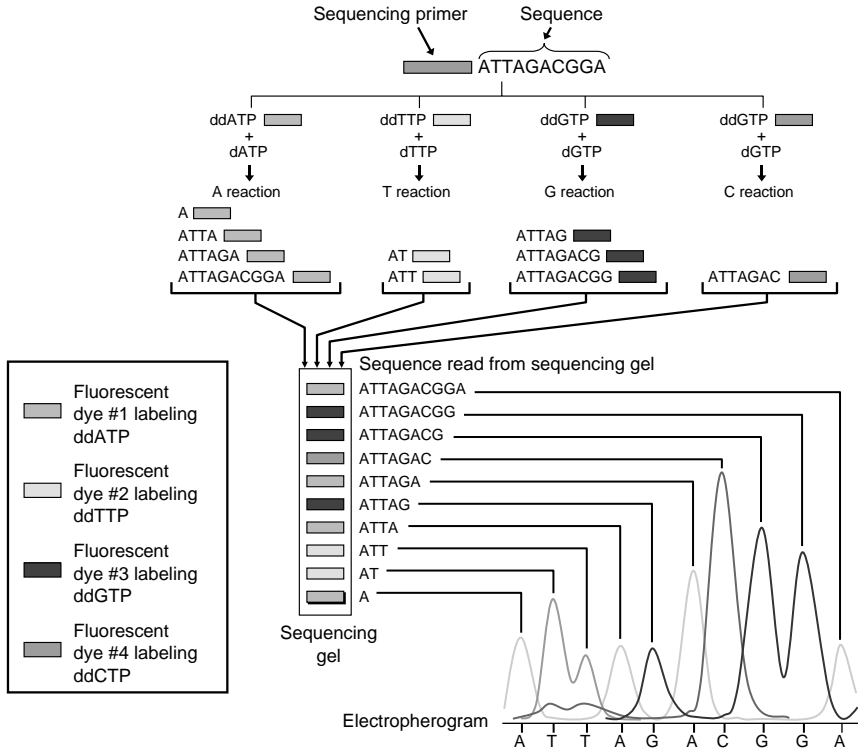 Sequencing primer Sequence
ATTAGACGGA
ddATP ddTTP ddGTP ddGTP
+ + + +
dATP dTTP dGTP dGTP
A reaction T reaction G reaction C reaction
A
ATTA ATTAG
ATTAGA AT ATTAGACG
ATTAGACGGA ATT ATTAGACGG ATTAGAC
Sequence read from sequencing gel
ATTAGACGGA
ATTAGACGG
ATTAGACG
ATTAGAC
ATTAGA
ATTAG
ATTA
ATT
AT
A
Sequencing
gel
Fluorescent
dye #1 labeling
ddATP
Fluorescent
dye #2 labeling
ddTTP
Fluorescent
dye #3 labeling
ddGTP
Fluorescent
dye #4 labeling
ddCTP
Electropherogram
A T T A G A C G G A